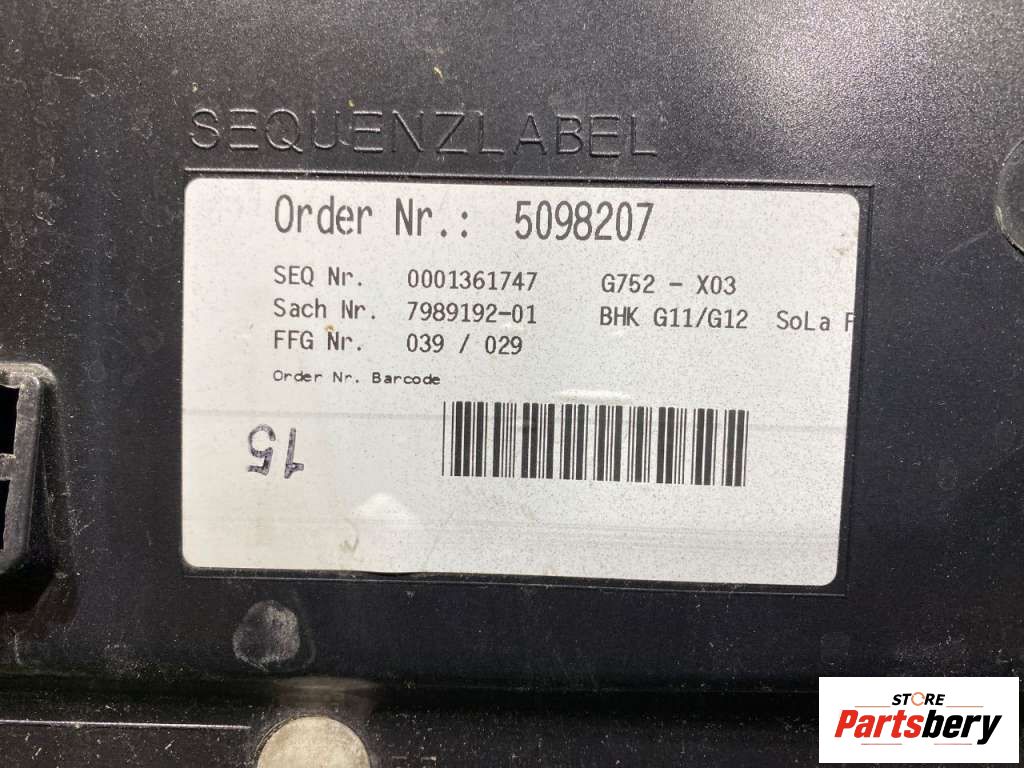 SEQUENZLABEL
Order Nr.: 5098207
SEQ Nr. 0001361747 G752 - X03
Sach Nr. 7989192-01 BHK G11/G12 SoLa F
FFG Nr. 039 / 029
Order Nr. Barcode
15
STORE
Partsbery